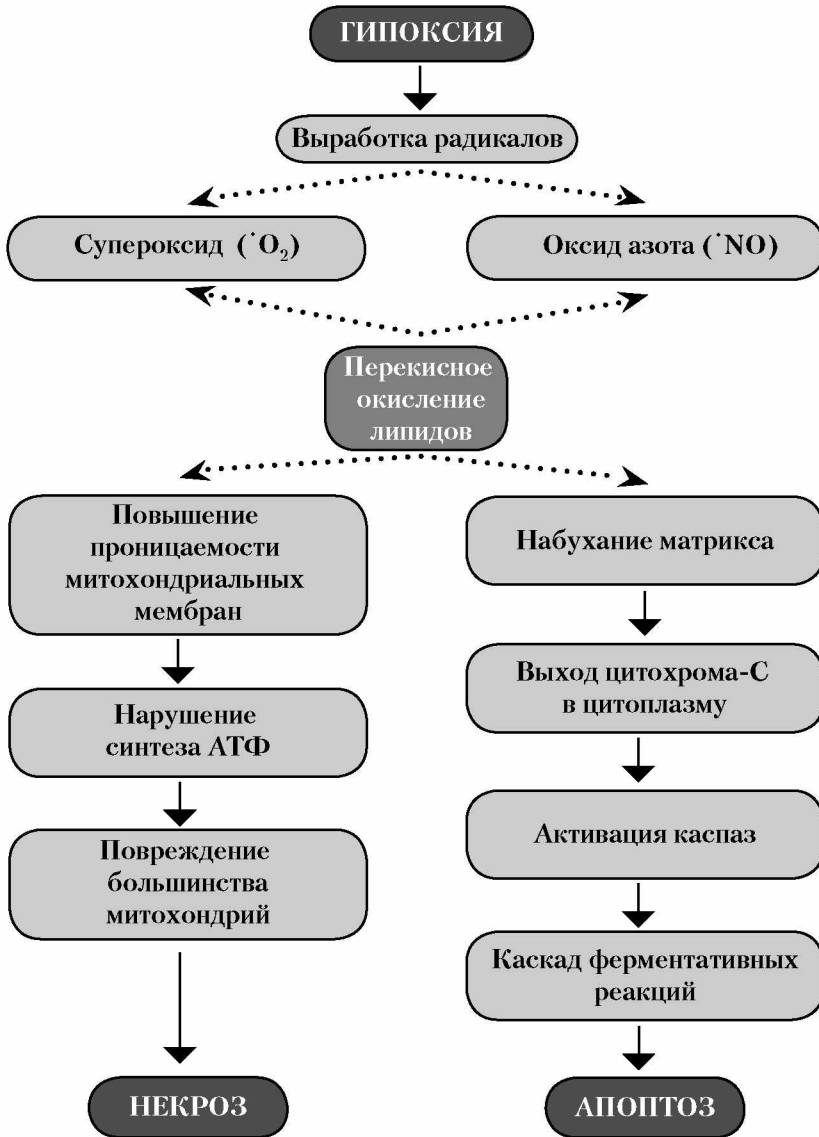 ГИПОКСИЯ
Выработка радикалов
Супероксид (˙O₂)
Оксид азота (˙NO)
Перекисное
окисление
липидов
Повышение
проницаемости
митохондриальных
мембран
Нарушение
синтеза АТФ
Повреждение
большинства
митохондрий
НЕКРОЗ
Набухание матрикса
Выход цитохрома-С
в цитоплазму
Активация каспаз
Каскад ферментативных
реакций
АПОПТОЗ